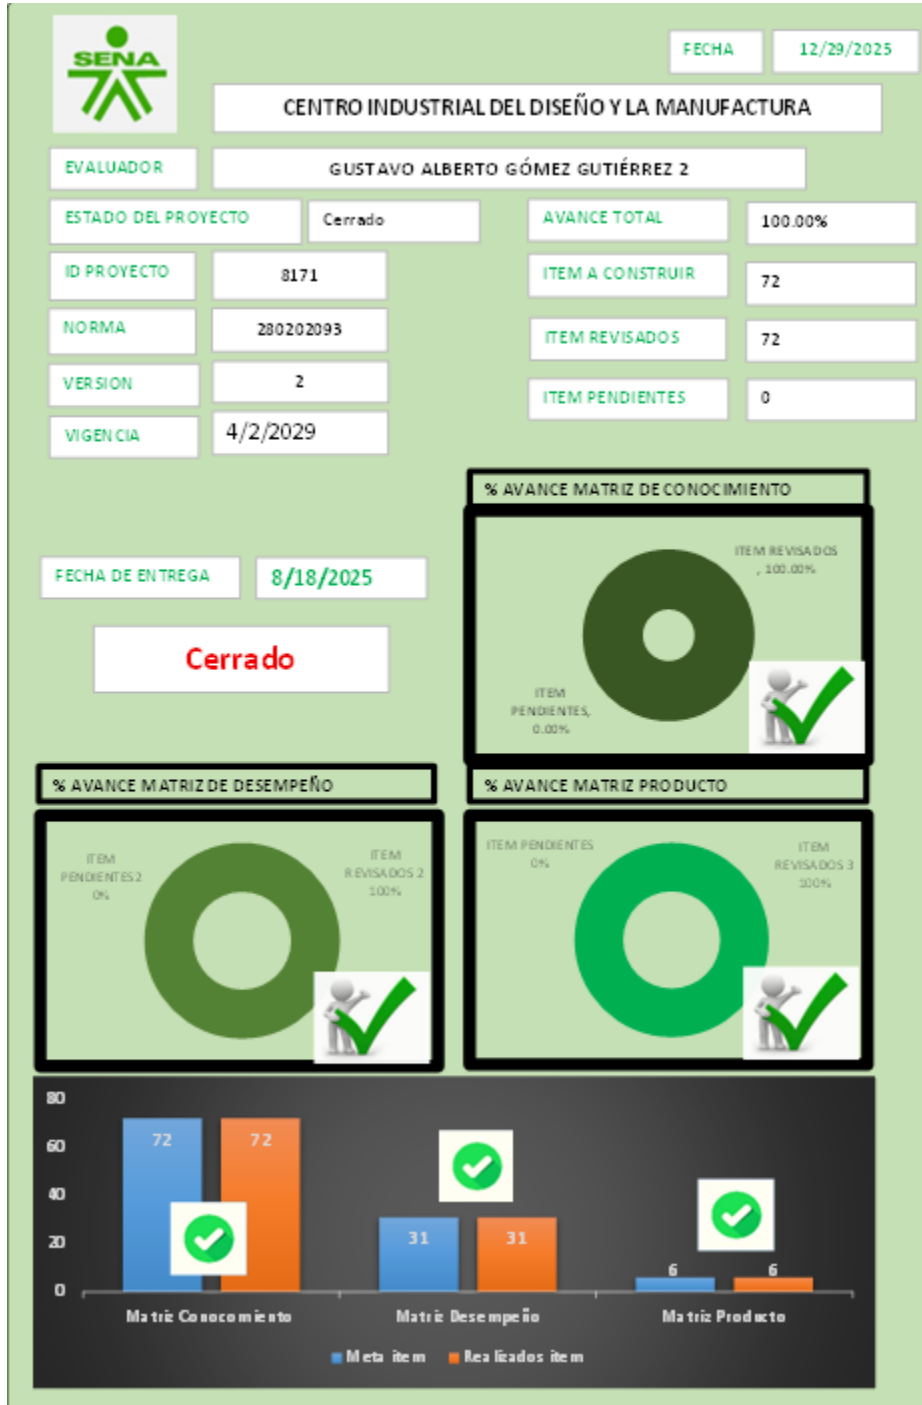 SENA
FECHA 12/29/2025
CENTRO INDUSTRIAL DEL DISEÑO Y LA MANUFACTURA
EVALUADOR GUSTAVO ALBERTO GÓMEZ GUTIÉRREZ 2
ESTADO DEL PROYECTO Cerrado AVANCE TOTAL 100.00%
ID PROYECTO 8171 ITEM A CONSTRUIR 72
NORMA 280202093 ITEM REVISADOS 72
VERSION 2 ITEM PENDIENTES 0
VIGENCIA 4/2/2029
% AVANCE MATRIZ DE CONOCIMIENTO
ITEM REVISADOS
, 100.00%
FECHA DE ENTREGA 8/18/2025
Cerrado
ITEM
PENDIENTES,
0.00%
% AVANCE MATRIZ DE DESEMPEÑO
ITEM
PENDIENTES 2
0%
ITEM
REVISADOS 2
100%
% AVANCE MATRIZ PRODUCTO
ITEM PENDIENTES
0%
ITEM
REVISADOS 3
100%
80
60
40
20
0
72 72
31 31
6 6
Matriz Conocomiento Matriz Desempeño Matriz Producto
Meta item Realizados item